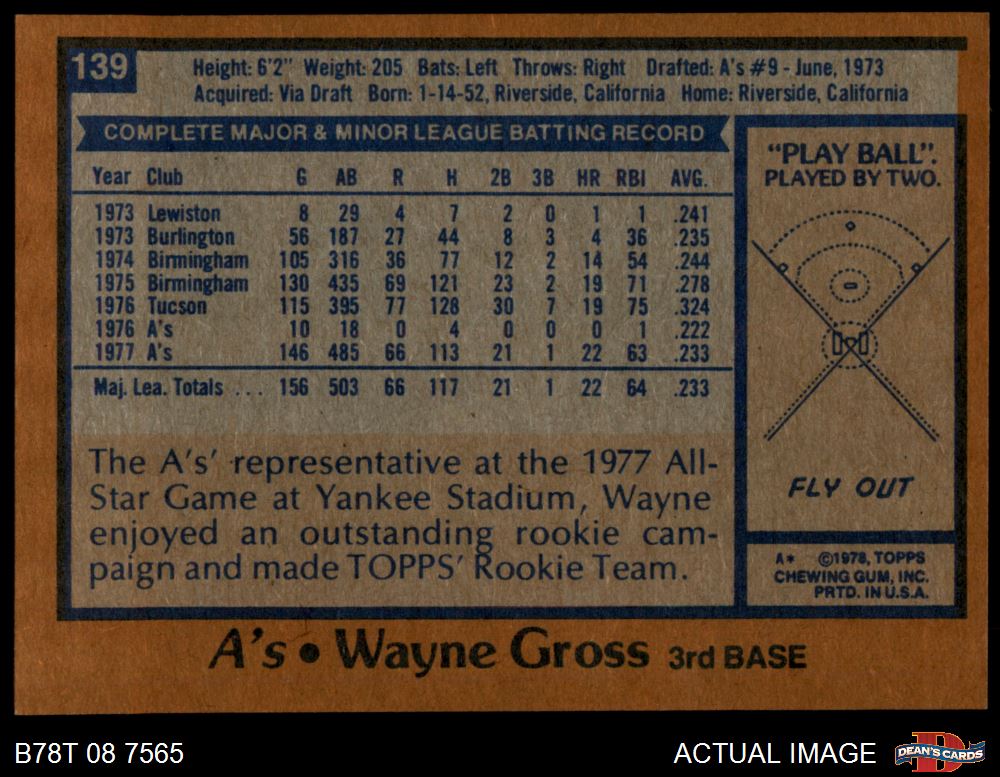 139
Height: 6'2" Weight: 205 Bats: Left Throws: Right Drafted: A's #9 - June, 1973
Acquired: Via Draft Born: 1-14-52, Riverside, California Home: Riverside, California
COMPLETE MAJOR & MINOR LEAGUE BATTING RECORD
Year Club G AB R H 2B 3B HR RBI AVG.
1973 Lewiston 8 29 4 7 2 0 1 1 .241
1973 Burlington 56 187 27 44 8 3 4 36 .235
1974 Birmingham 105 316 36 77 12 2 14 54 .244
1975 Birmingham 130 435 69 121 23 2 19 71 .278
1976 Tucson 115 395 77 128 30 7 19 75 .324
1976 A's 10 18 0 4 0 0 0 1 .222
1977 A's 146 485 66 113 21 1 22 63 .233
Maj. Lea. Totals ... 156 503 66 117 21 1 22 64 .233
The A's' representative at the 1977 All-
Star Game at Yankee Stadium, Wayne
enjoyed an outstanding rookie cam-
paign and made TOPPS' Rookie Team.
"PLAY BALL".
PLAYED BY TWO.
FLY OUT
A* ©1978, TOPPS
CHEWING GUM, INC.
PRTD. IN U.S.A.
A's • Wayne Gross 3rd BASE
B78T 08 7565
ACTUAL IMAGE
DEAN'S CARDS